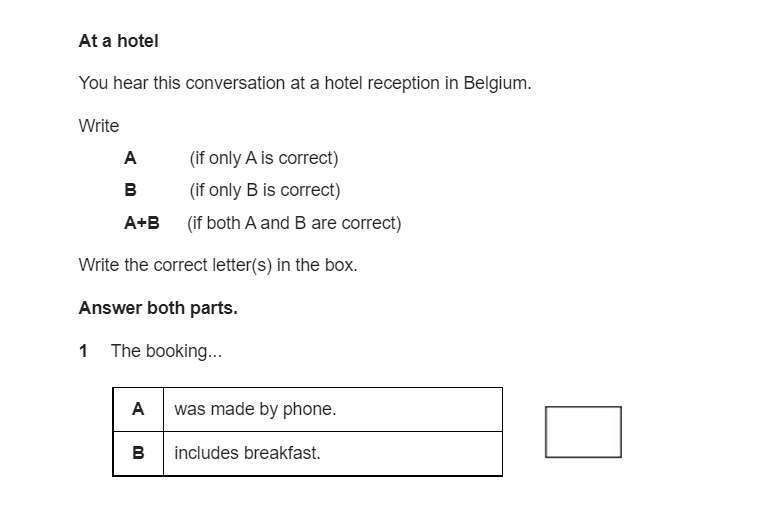 At a hotel
You hear this conversation at a hotel reception in Belgium.
Write
A (if only A is correct)
B (if only B is correct)
A+B (if both A and B are correct)
Write the correct letter(s) in the box.
Answer both parts.
1 The booking...
A was made by phone.
B includes breakfast.